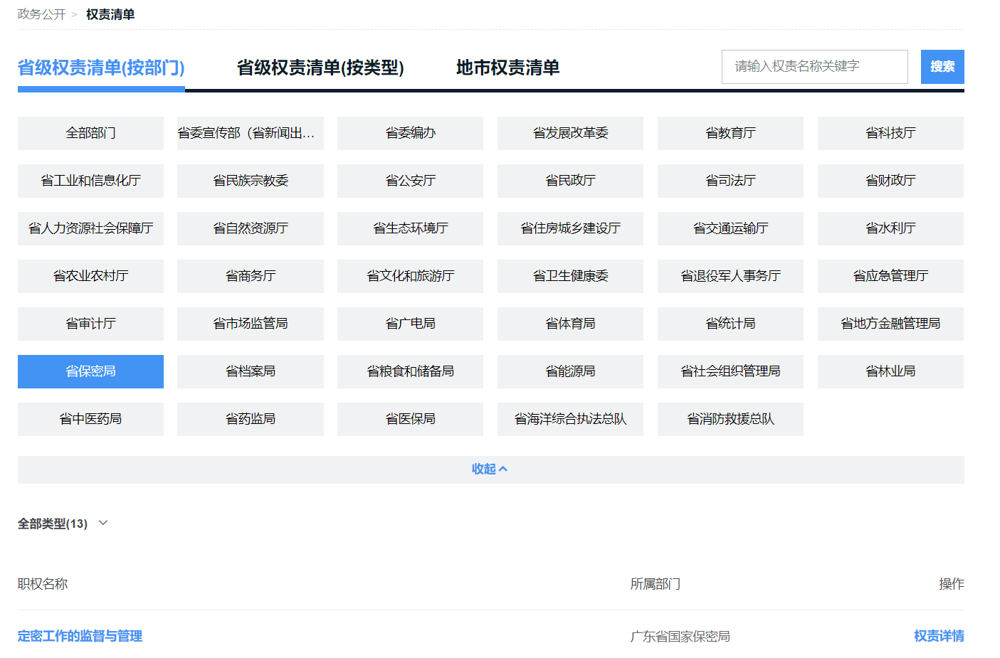 政务公开 > 权责清单
省级权责清单(按部门) 省级权责清单(按类型) 地市权责清单 请输入权责名称关键字 搜索
全部部门 省委宣传部（省新闻出... 省委编办 省发展改革委 省教育厅 省科技厅
省工业和信息化厅 省民族宗教委 省公安厅 省民政厅 省司法厅 省财政厅
省人力资源社会保障厅 省自然资源厅 省生态环境厅 省住房城乡建设厅 省交通运输厅 省水利厅
省农业农村厅 省商务厅 省文化和旅游厅 省卫生健康委 省退役军人事务厅 省应急管理厅
省审计厅 省市场监管局 省广电局 省体育局 省统计局 省地方金融管理局
省保密局 省档案局 省粮食和储备局 省能源局 省社会组织管理局 省林业局
省中医药局 省药监局 省医保局 省海洋综合执法总队 省消防救援总队
收起
全部类型(13)
职权名称 所属部门 操作
定密工作的监督与管理 广东省国家保密局 权责详情